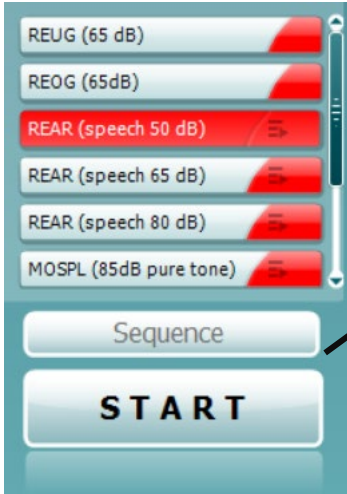 REUG (65 dB)
REOG (65dB)
REAR (speech 50 dB)
REAR (speech 65 dB)
REAR (speech 80 dB)
MOSPL (85dB pure tone)
Sequence
START